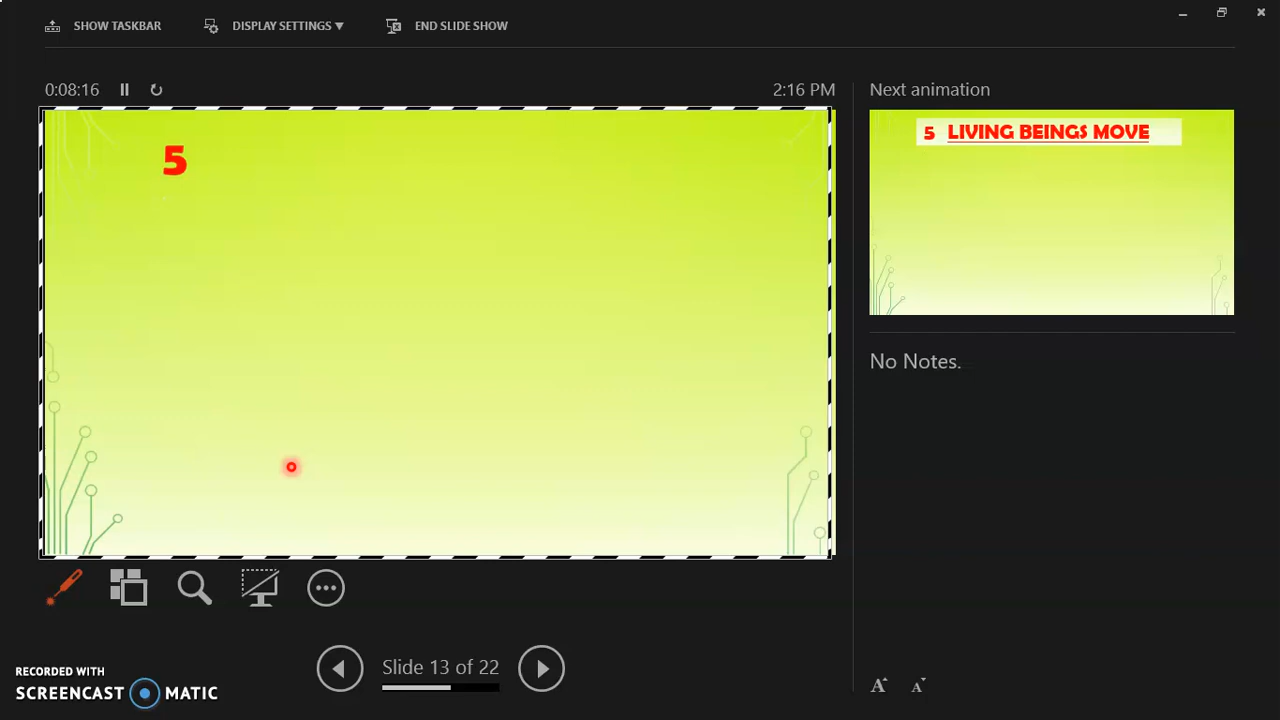 SHOW TASKBAR DISPLAY SETTINGS ▼ END SLIDE SHOW
0:08:16 2:16 PM
5
Next animation
5 LIVING BEINGS MOVE
No Notes.
Slide 13 of 22
RECORDED WITH
SCREENCAST MATIC
A A